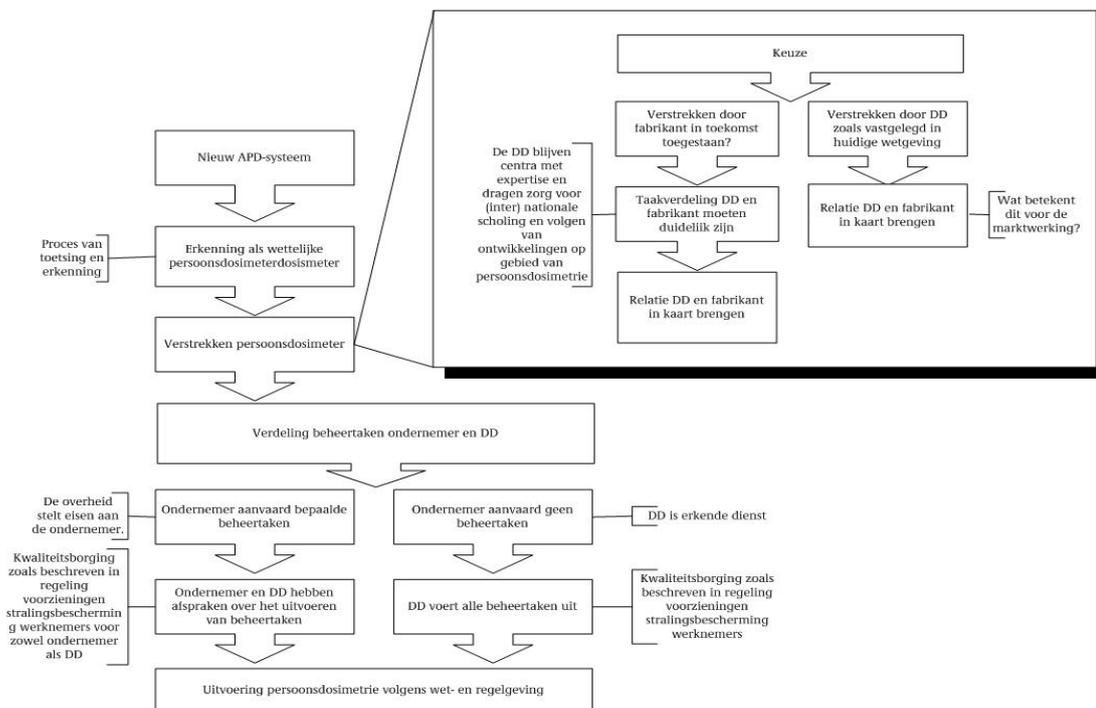 Keuze
Verstrekken door
fabrikant in toekomst
toegestaan?
Verstrekken door DD
zoals vastgelegd in
huidige wetgeving
De DD blijven
centra met
expertise en
dragen zorg voor
(inter) nationale
scholing en volgen
van
ontwikkelingen op
gebied van
persoonsdosimetrie
Taakverdeling DD en
fabrikant moeten
duidelijk zijn
Relatie DD en fabrikant
in kaart brengen
Wat betekent
dit voor de
marktwerking?
Relatie DD en fabrikant
in kaart brengen
Nieuw APD-systeem
Proces van
toetsing en
erkenning
Erkenning als wettelijke
persoonsdosimeterdosismeter
Verstrekken persoonsdosimeter
Verdeling beheertaken ondernemer en DD
De overheid
stelt eisen aan
de ondernemer.
Ondernemer aanvaard bepaalde
beheertaken
Ondernemer aanvaard geen
beheertaken
DD is erkende dienst
Kwaliteitsborging
zoals beschreven in
regeling
voorzieningen
stralingsbeschermin
g werknemers voor
zowel ondernemer
als DD
Ondernemer en DD hebben
afspraken over het uitvoeren
van beheertaken
DD voert alle beheertaken uit
Kwaliteitsborging zoals
beschreven in regeling
voorzieningen
stralingsbescherming
werknemers
Uitvoering persoonsdosimetrie volgens wet- en regelgeving